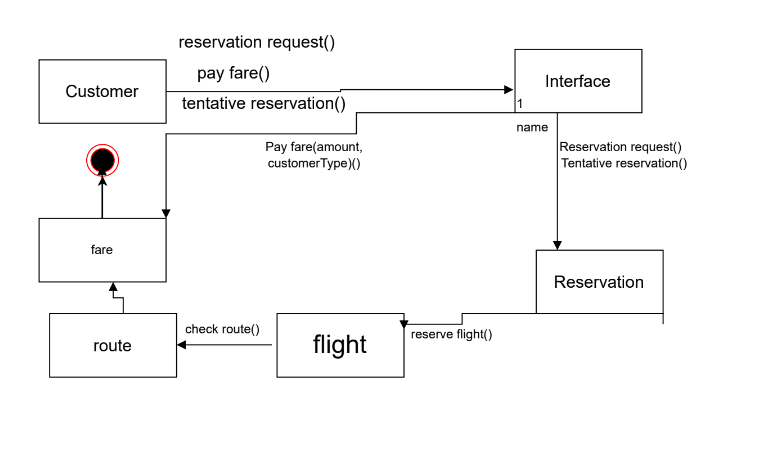 reservation request()
pay fare()
tentative reservation()
Customer
Interface
1
name
Pay fare(amount,
customerType)()
Reservation request()
Tentative reservation()
fare
Reservation
reserve flight()
flight
check route()
route